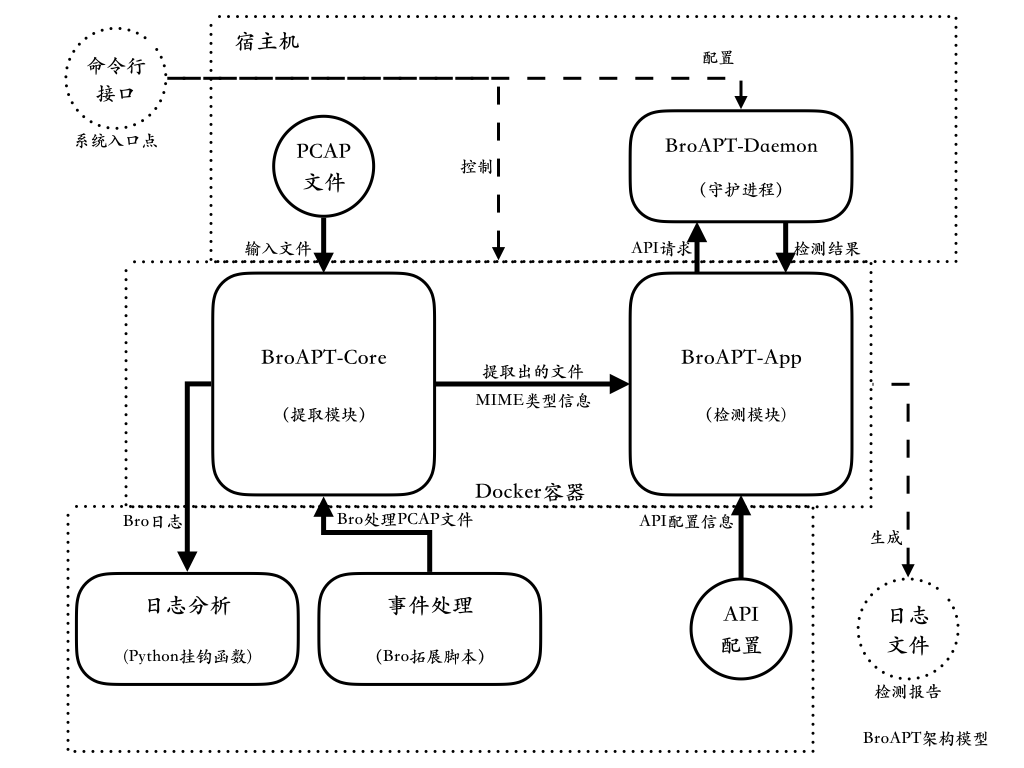 宿主机
命令行
接口
系统入口点
配置
控制
PCAP
文件
BroAPT-Daemon
(守护进程)
输入文件
API请求
检测结果
BroAPT-Core
(提取模块)
提取出的文件
MIME类型信息
BroAPT-App
(检测模块)
Docker容器
Bro日志
Bro处理PCAP文件
API配置信息
生成
日志分析
(Python挂钩函数)
事件处理
(Bro拓展脚本)
API
配置
日志
文件
检测报告
BroAPT架构模型